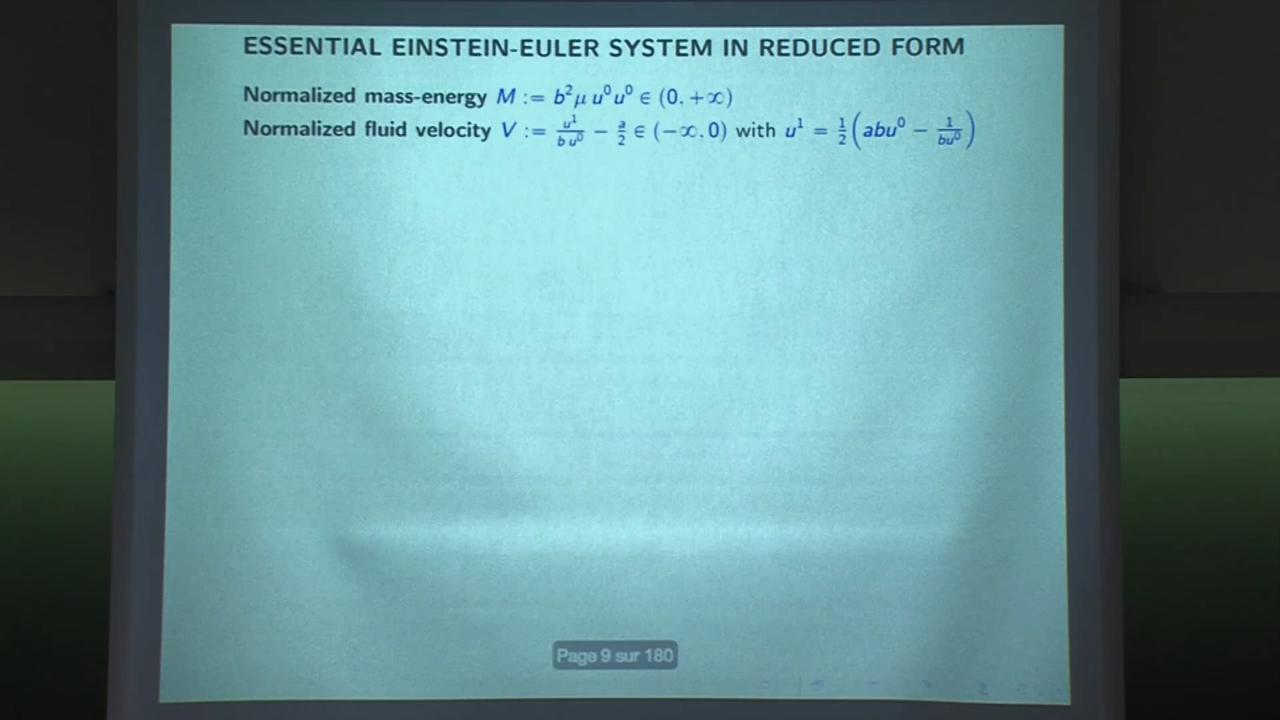 ESSENTIAL EINSTEIN-EULER SYSTEM IN REDUCED FORM
Normalized mass-energy M := b²μ u⁰u⁰ ∈ (0, +∞)
Normalized fluid velocity V := u¹/(b u⁰) − a/2 ∈ (−∞, 0) with u¹ = 1/2(abu⁰ − 1/(bu⁰))
Page 9 sur 180